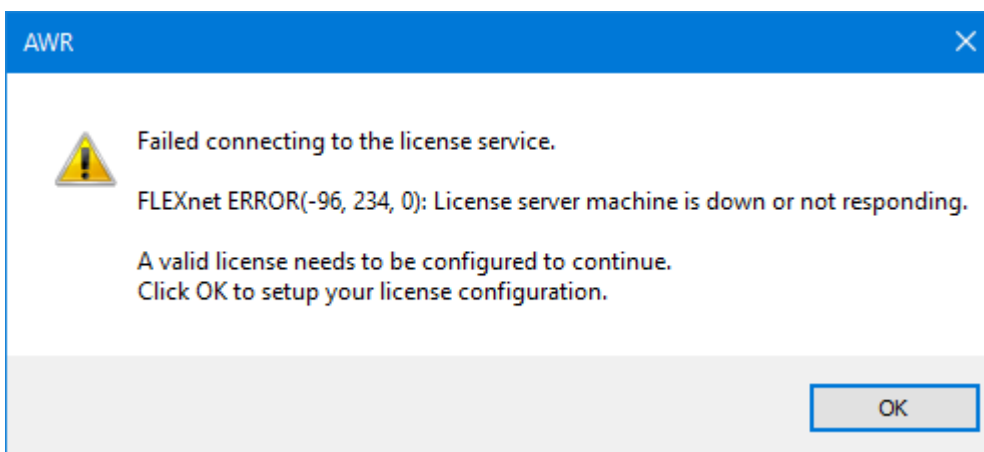 AWR
Failed connecting to the license service.
FLEXnet ERROR(-96, 234, 0): License server machine is down or not responding.
A valid license needs to be configured to continue.
Click OK to setup your license configuration.
OK